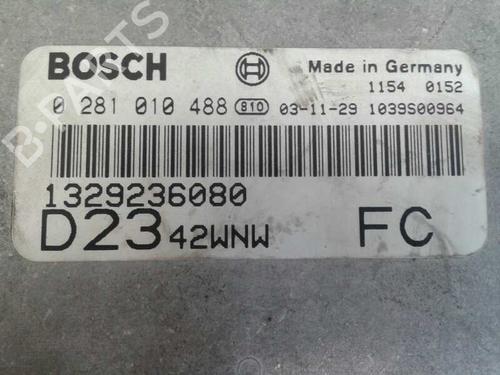 B-PARTS
BOSCH Made in Germany
1154 0152
0 281 010 488 810 03-11-29 1039S00964
1329236080
D23 42WNW FC